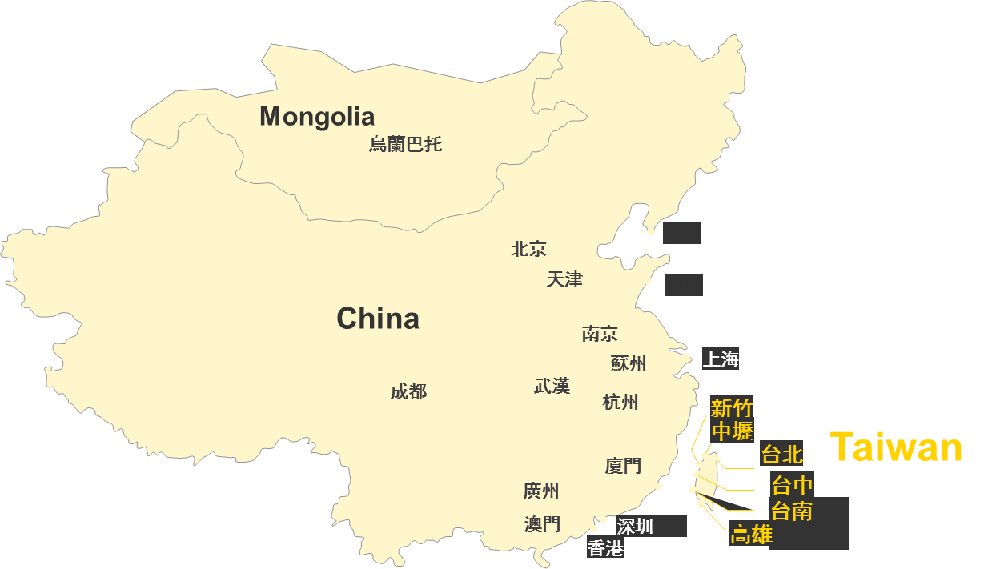 Mongolia
烏蘭巴托
北京
天津
China
南京
上海
蘇州
武漢
成都
杭州
新竹
中壢
Taiwan
台北
廈門
台中
廣州
台南
澳門
深圳
高雄
香港